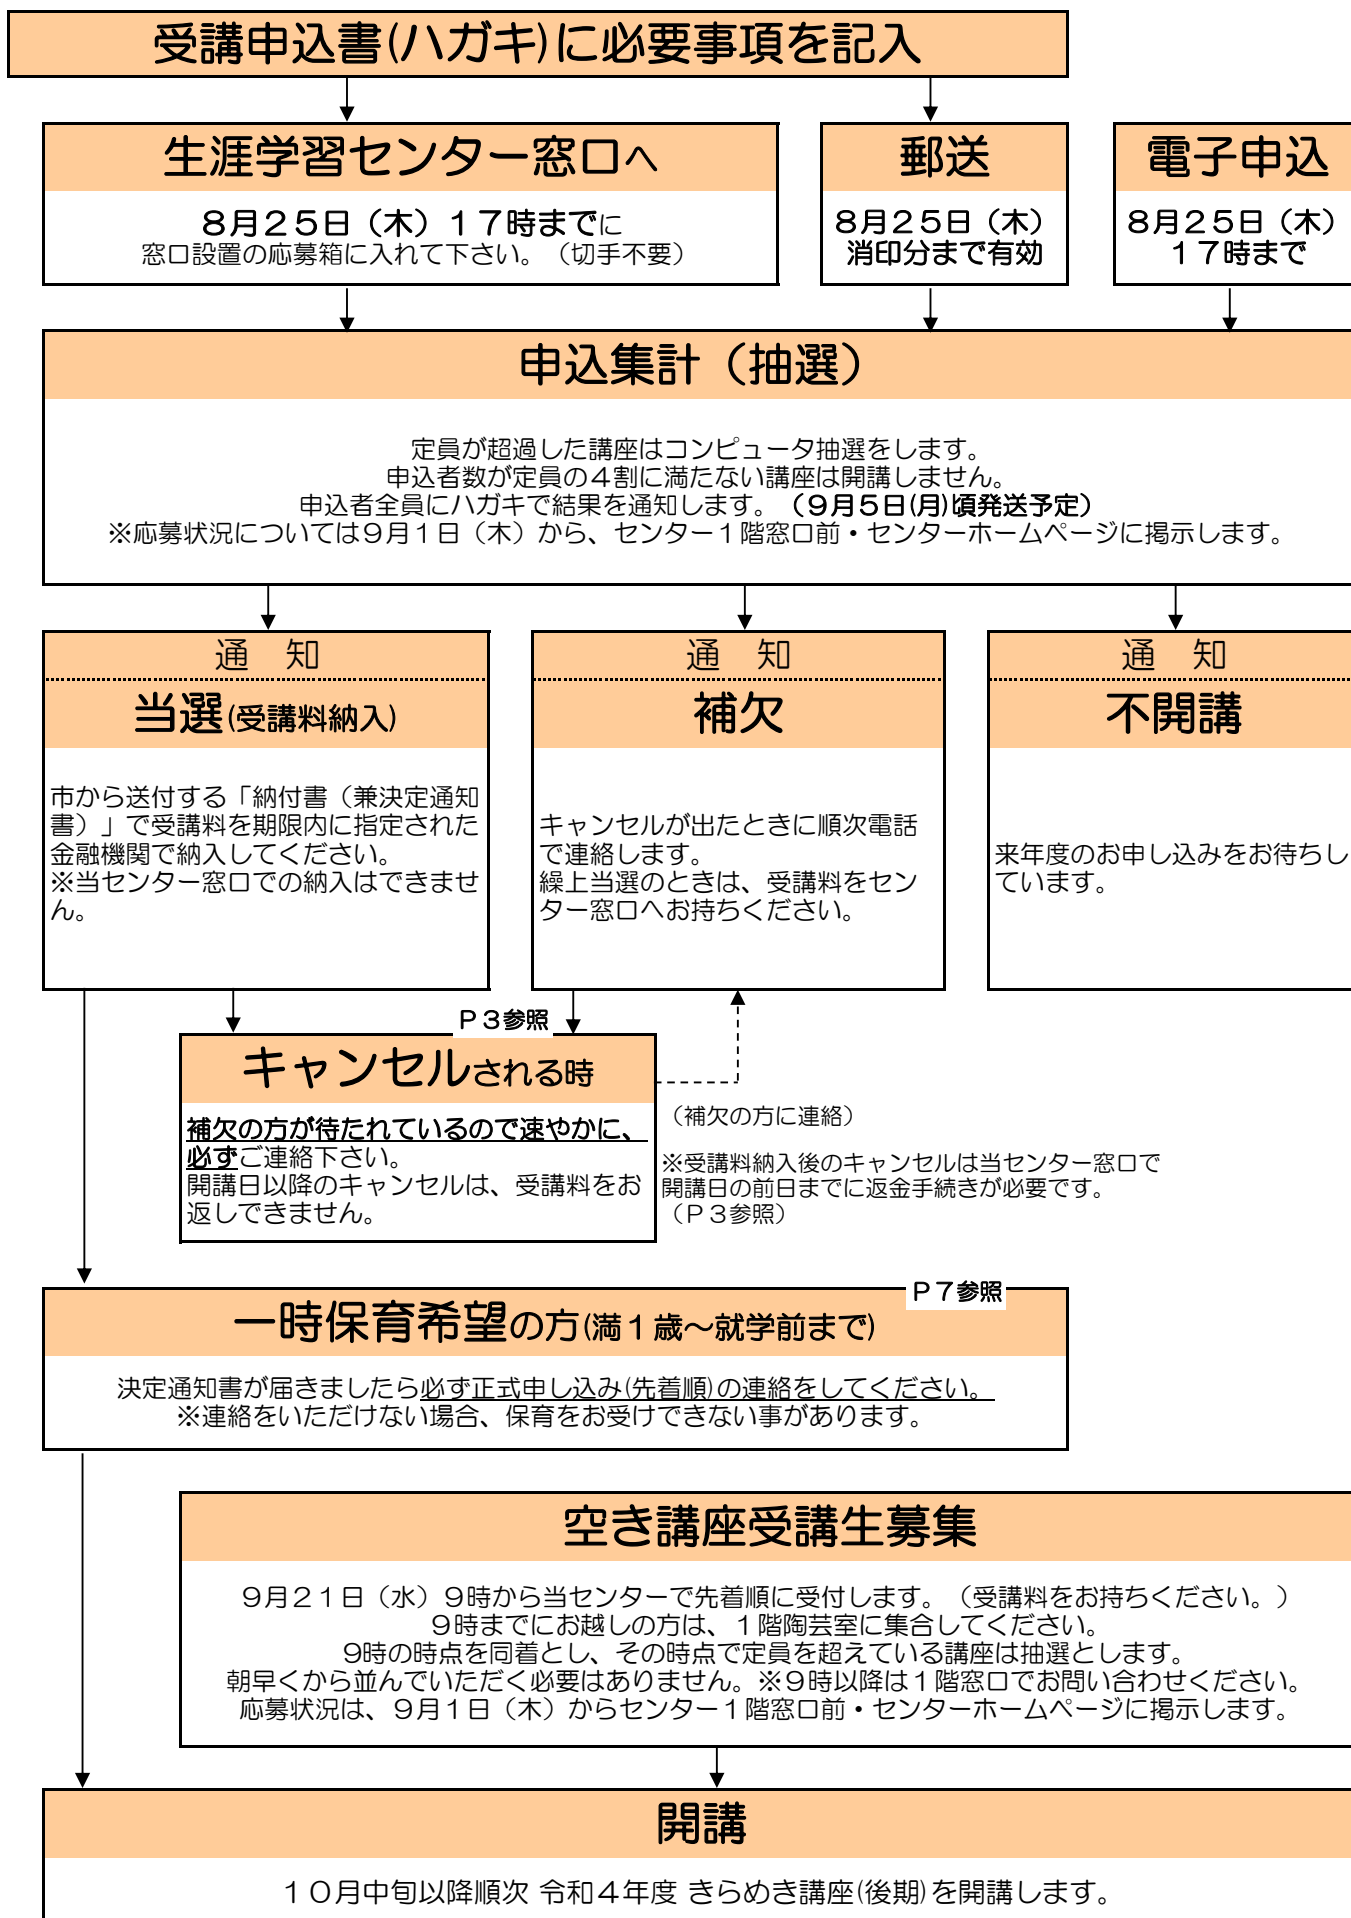 受講申込書(ハガキ)に必要事項を記入
生涯学習センター窓口へ
8月25日（木）17時までに
窓口設置の応募箱に入れて下さい。（切手不要）
郵送
8月25日（木）
消印分まで有効
電子申込
8月25日（木）
17時まで
申込集計（抽選）
定員が超過した講座はコンピュータ抽選をします。
申込者数が定員の4割に満たない講座は開講しません。
申込者全員にハガキで結果を通知します。（9月5日(月)頃発送予定）
※応募状況については9月1日（木）から、センター1階窓口前・センターホームページに掲示します。
通　知
当選(受講料納入)
市から送付する「納付書（兼決定通知
書）」で受講料を期限内に指定された
金融機関で納入してください。
※当センター窓口での納入はできませ
ん。
通　知
補欠
キャンセルが出たときに順次電話
で連絡します。
繰上当選のときは、受講料をセン
ター窓口へお持ちください。
通　知
不開講
来年度のお申し込みをお待ちし
ています。
P3参照
キャンセルされる時
補欠の方が待たれているので速やかに、
必ずご連絡下さい。
開講日以降のキャンセルは、受講料をお
返しできません。
（補欠の方に連絡）
※受講料納入後のキャンセルは当センター窓口で
開講日の前日までに返金手続きが必要です。
（P3参照）
P7参照
一時保育希望の方(満1歳～就学前まで)
決定通知書が届きましたら必ず正式申し込み(先着順)の連絡をしてください。
※連絡をいただけない場合、保育をお受けできない事があります。
空き講座受講生募集
9月21日（水）9時から当センターで先着順に受付します。（受講料をお持ちください。）
9時までにお越しの方は、1階陶芸室に集合してください。
9時の時点を同着とし、その時点で定員を超えている講座は抽選とします。
朝早くから並んでいただく必要はありません。※9時以降は1階窓口でお問い合わせください。
応募状況は、9月1日（木）からセンター1階窓口前・センターホームページに掲示します。
開講
10月中旬以降順次 令和4年度 きらめき講座(後期)を開講します。